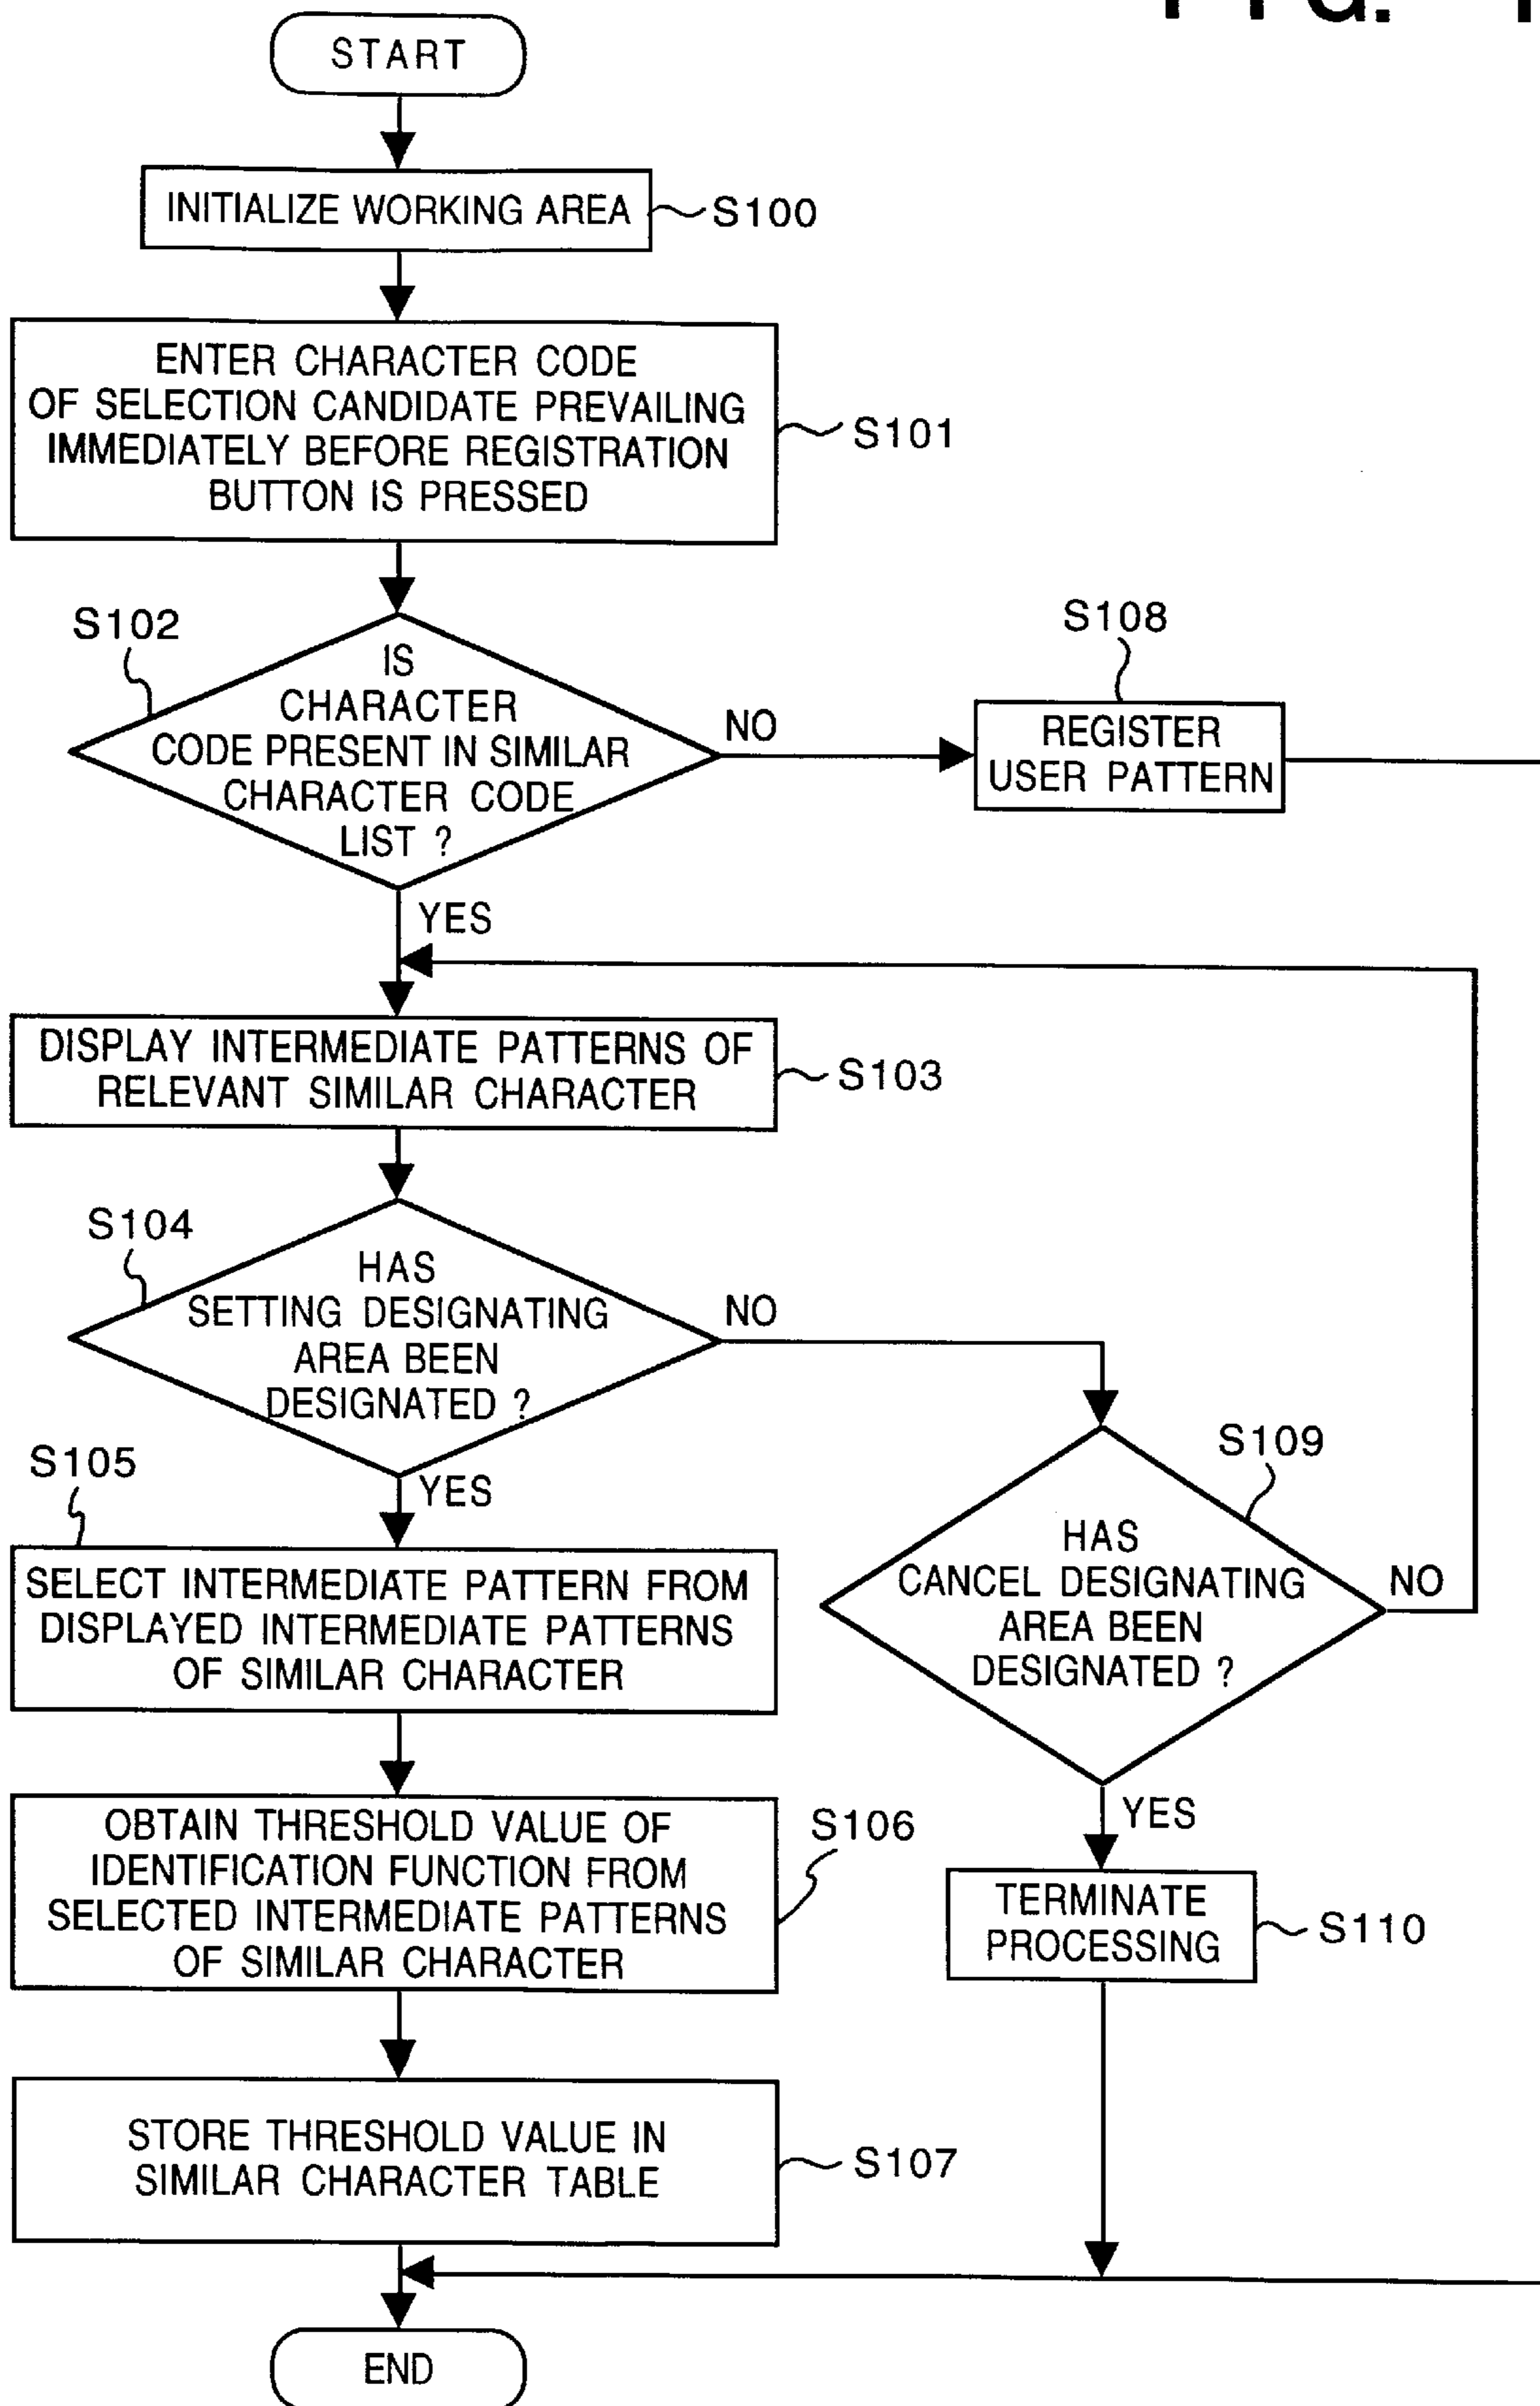 FIG.
START
INITIALIZE WORKING AREA
S100
ENTER CHARACTER CODE
OF SELECTION CANDIDATE PREVAILING
IMMEDIATELY BEFORE REGISTRATION
BUTTON IS PRESSED
S101
S102
IS
CHARACTER
CODE PRESENT IN SIMILAR
CHARACTER CODE
LIST ?
NO
S108
REGISTER
USER PATTERN
YES
DISPLAY INTERMEDIATE PATTERNS OF
RELEVANT SIMILAR CHARACTER
S103
S104
HAS
SETTING DESIGNATING
AREA BEEN
DESIGNATED ?
NO
YES
S105
SELECT INTERMEDIATE PATTERN FROM
DISPLAYED INTERMEDIATE PATTERNS
OF SIMILAR CHARACTER
S109
HAS
CANCEL DESIGNATING
AREA BEEN
DESIGNATED ?
NO
YES
OBTAIN THRESHOLD VALUE OF
IDENTIFICATION FUNCTION FROM
SELECTED INTERMEDIATE PATTERNS
OF SIMILAR CHARACTER
S106
TERMINATE
PROCESSING
S110
STORE THRESHOLD VALUE IN
SIMILAR CHARACTER TABLE
S107
END